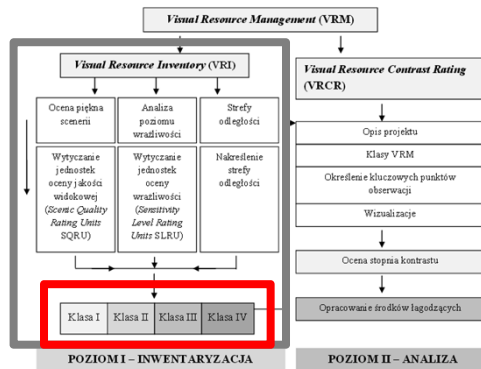 Visual Resource Management (VRM)
Visual Resource Inventory (VRI)
Ocena piękna
scenerii
Analiza
poziomu
wrażliwości
Strefy
odległości
Wytyczanie
jednostek
oceny jakości
widokowej
(Scenic Quality
Rating Units
SQRU)
Wytyczanie
jednostek
oceny
wrażliwości
(Sensitivity
Level Rating
Units SLRU)
Nakreślenie
strefy
odległości
Klasa I
Klasa II
Klasa III
Klasa IV
POZIOM I – INWENTARYZACJA
Visual Resource Contrast Rating
(VRCR)
Opis projektu
Klasy VRM
Określenie kluczowych punktów
obserwacji
Wizualizacje
Ocena stopnia kontrastu
Opracowanie środków łagodzących
POZIOM II – ANALIZA